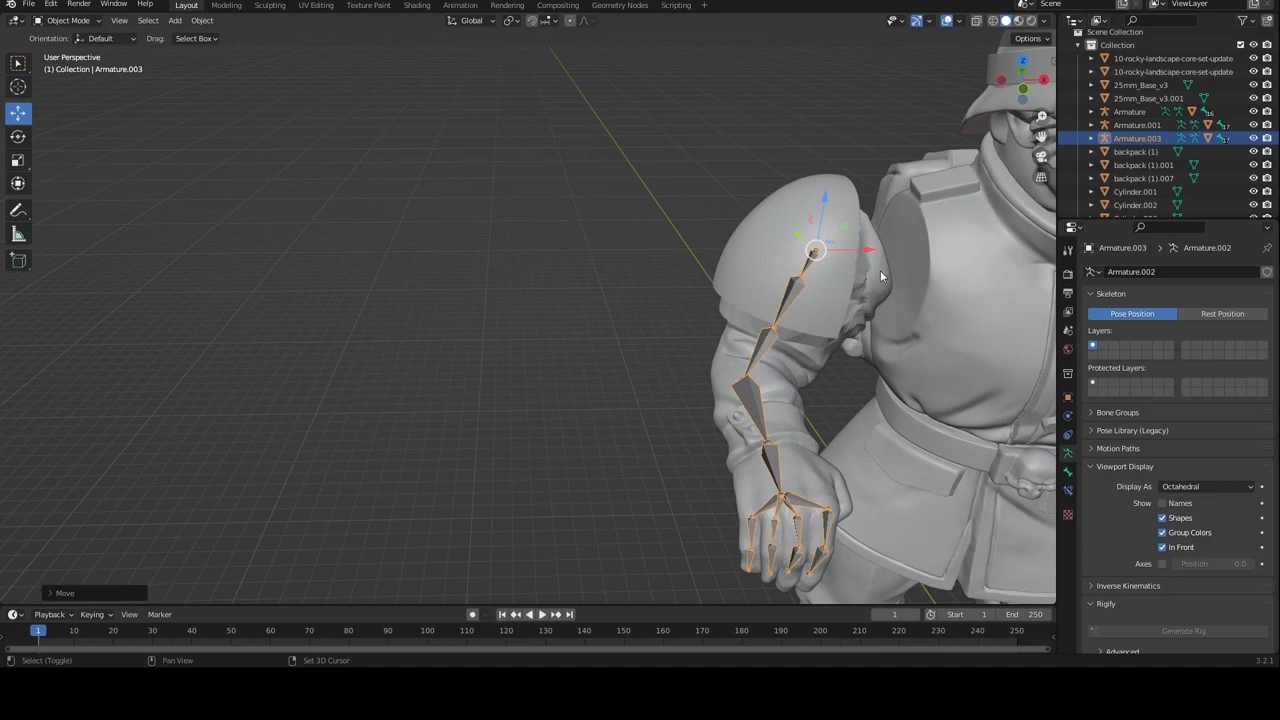 File Edit Render Window Help Layout Modeling Sculpting UV Editing Texture Paint Shading Animation Rendering Compositing Geometry Nodes Scripting + Scene ViewLayer
Object Mode View Select Add Object Global
Orientation: Default Drag: Select Box Options
User Perspective
(1) Collection | Armature.003
Move
Scene Collection
Collection
10-rocky-landscape-core-set-update
10-rocky-landscape-core-set-update
25mm_Base_v3
25mm_Base_v3.001
Armature 16
Armature.001 17
Armature.003 17
backpack (1)
backpack (1).001
backpack (1).007
Cylinder.001
Cylinder.002
Armature.003 > Armature.002
Armature.002
Skeleton
Pose Position Rest Position
Layers:
Protected Layers:
Bone Groups
Pose Library (Legacy)
Motion Paths
Viewport Display
Display As Octahedral
Show Names
Shapes
Group Colors
In Front
Axes Position 0.0
Inverse Kinematics
Rigify
Generate Rig
Advanced
Playback Keying View Marker 1 Start 1 End 250
1 10 20 30 40 50 60 70 80 90 100 110 120 130 140 150 160 170 180 190 200 210 220 230 240 250
Select (Toggle) Pan View Set 3D Cursor 3.2.1